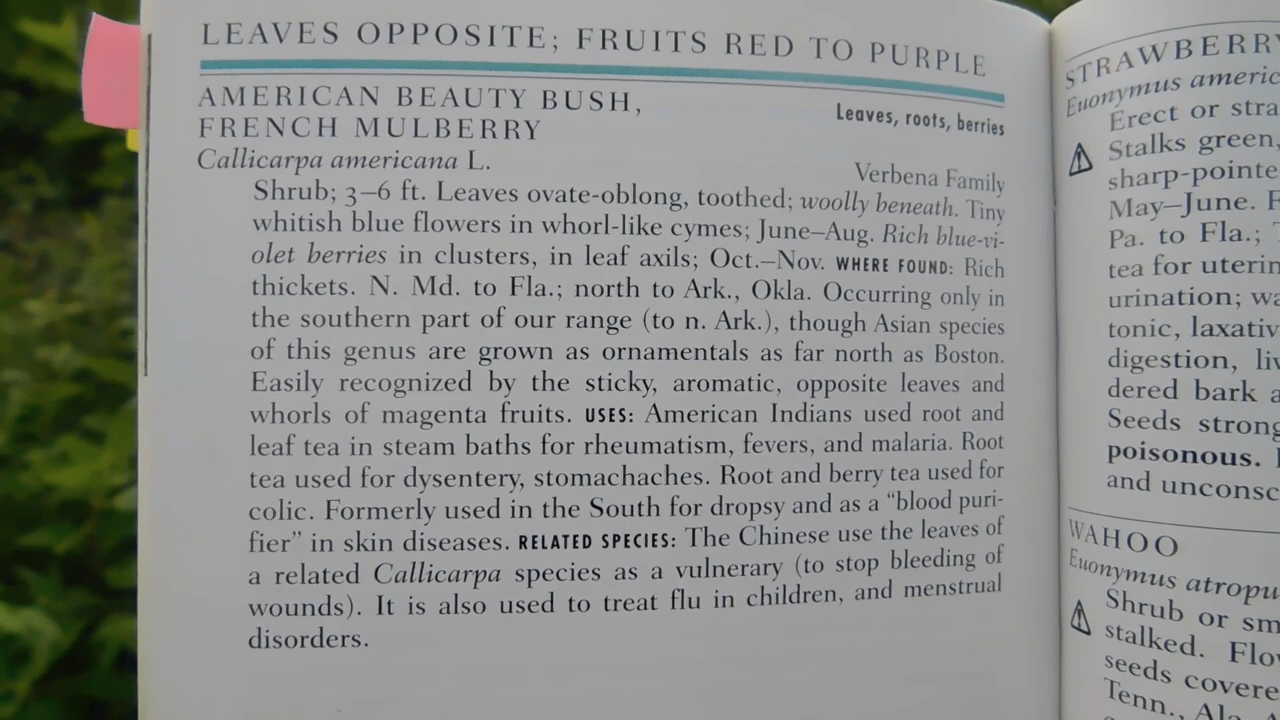 LEAVES OPPOSITE; FRUITS RED TO PURPLE
AMERICAN BEAUTY BUSH,
Leaves, roots, berries
FRENCH MULBERRY
Callicarpa americana L.
Verbena Family
Shrub; 3–6 ft. Leaves ovate-oblong, toothed; woolly beneath. Tiny
whitish blue flowers in whorl-like cymes; June–Aug. Rich blue-vi-
olet berries in clusters, in leaf axils; Oct.–Nov. WHERE FOUND: Rich
thickets. N. Md. to Fla.; north to Ark., Okla. Occurring only in
the southern part of our range (to n. Ark.), though Asian species
of this genus are grown as ornamentals as far north as Boston.
Easily recognized by the sticky, aromatic, opposite leaves and
whorls of magenta fruits. USES: American Indians used root and
leaf tea in steam baths for rheumatism, fevers, and malaria. Root
tea used for dysentery, stomachaches. Root and berry tea used for
colic. Formerly used in the South for dropsy and as a “blood puri-
fier” in skin diseases. RELATED SPECIES: The Chinese use the leaves of
a related Callicarpa species as a vulnerary (to stop bleeding of
wounds). It is also used to treat flu in children, and menstrual
disorders.
STRAWBERRY
Euonymus americ
Erect or stra
Stalks green,
sharp-pointe
May–June. F
Pa. to Fla.;
tea for uterin
urination; wa
tonic, laxativ
digestion, liv
dered bark a
Seeds strong
poisonous.
and unconsc
WAHOO
Euonymus atropu
Shrub or sm
stalked. Flo
seeds covere
Tenn., Ala.